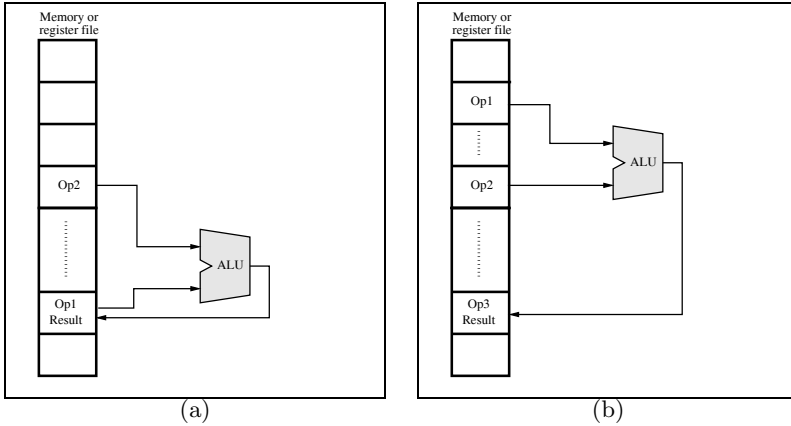 Memory or
register file
Op2
ALU
Op1
Result
(a)
Memory or
register file
Op1
ALU
Op2
Op3
Result
(b)